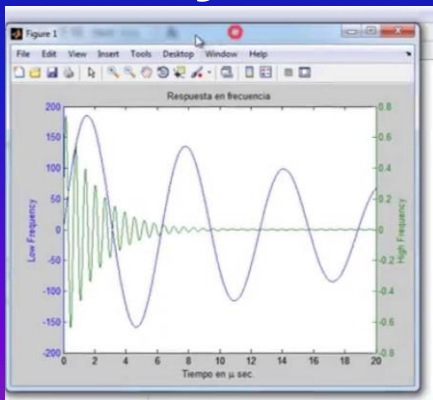 Figure 1
File Edit View Insert Tools Desktop Window Help
Respuesta en frecuencia
200 0.8
150 0.6
100 0.4
50 0.2
0 0
-50 -0.2
-100 -0.4
-150 -0.6
-200 -0.8
Low Frequency
High Frequency
0 2 4 6 8 10 12 14 16 18 20
Tiempo en μ sec.